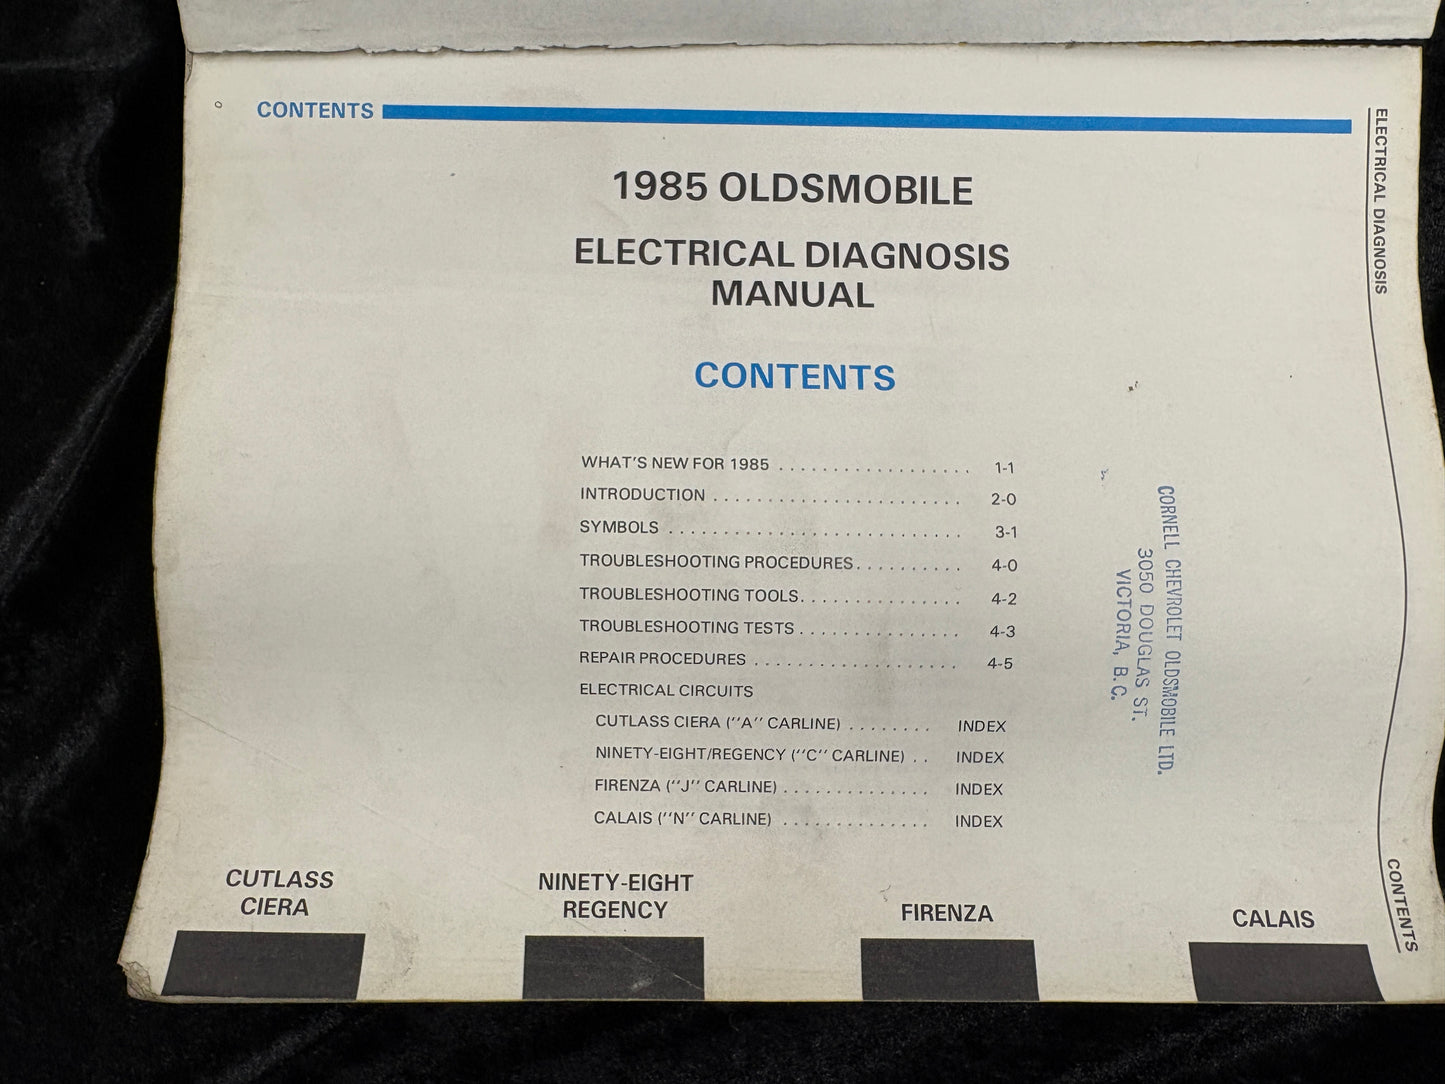 CONTENTS
1985 OLDSMOBILE
ELECTRICAL DIAGNOSIS
MANUAL
CONTENTS
WHAT'S NEW FOR 1985 . . . . . . . . . . . . . . . . . . 1-1
INTRODUCTION . . . . . . . . . . . . . . . . . . . . . . . 2-0
SYMBOLS . . . . . . . . . . . . . . . . . . . . . . . . . . . 3-1
TROUBLESHOOTING PROCEDURES. . . . . . . . . . 4-0
TROUBLESHOOTING TOOLS. . . . . . . . . . . . . . . 4-2
TROUBLESHOOTING TESTS . . . . . . . . . . . . . . . 4-3
REPAIR PROCEDURES . . . . . . . . . . . . . . . . . . . 4-5
ELECTRICAL CIRCUITS
CUTLASS CIERA (''A'' CARLINE) . . . . . . . . INDEX
NINETY-EIGHT/REGENCY (''C'' CARLINE) . . INDEX
FIRENZA (''J'' CARLINE) . . . . . . . . . . . . . . INDEX
CALAIS (''N'' CARLINE) . . . . . . . . . . . . . . INDEX
CUTLASS
CIERA
NINETY-EIGHT
REGENCY
FIRENZA
CALAIS
CORNELL CHEVROLET OLDSMOBILE LTD.
3050 DOUGLAS ST.
VICTORIA, B.C.
ELECTRICAL DIAGNOSIS
CONTENTS